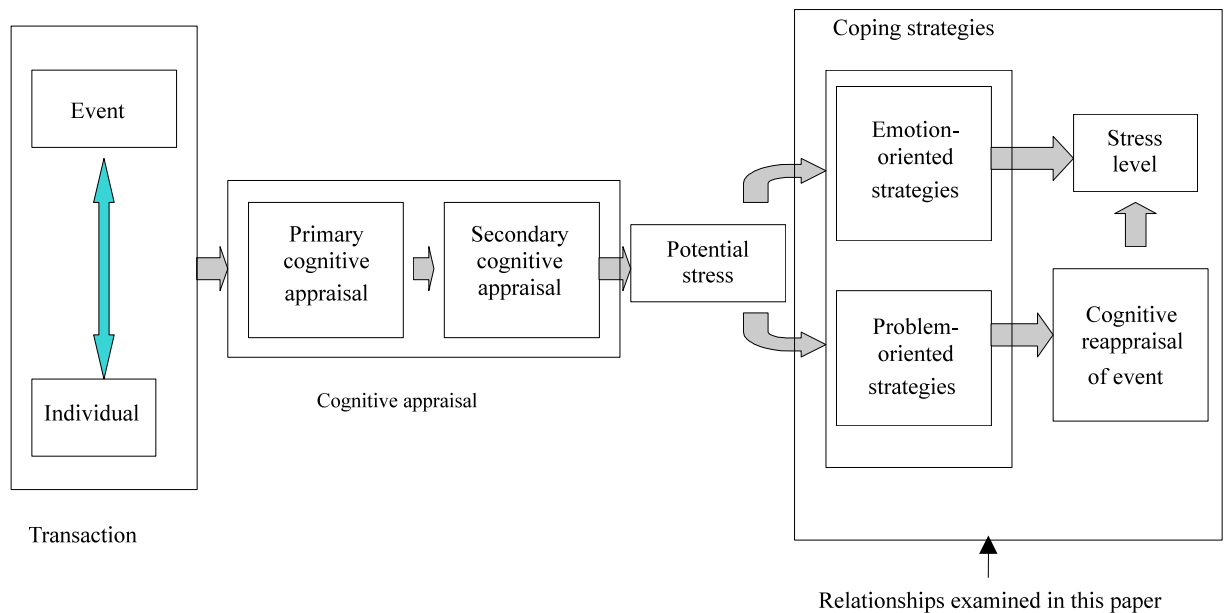 Coping strategies
Event
Individual
Transaction
Primary
cognitive
appraisal
Secondary
cognitive
appraisal
Cognitive appraisal
Potential
stress
Emotion-
oriented
strategies
Problem-
oriented
strategies
Stress
level
Cognitive
reappraisal
of event
Relationships examined in this paper